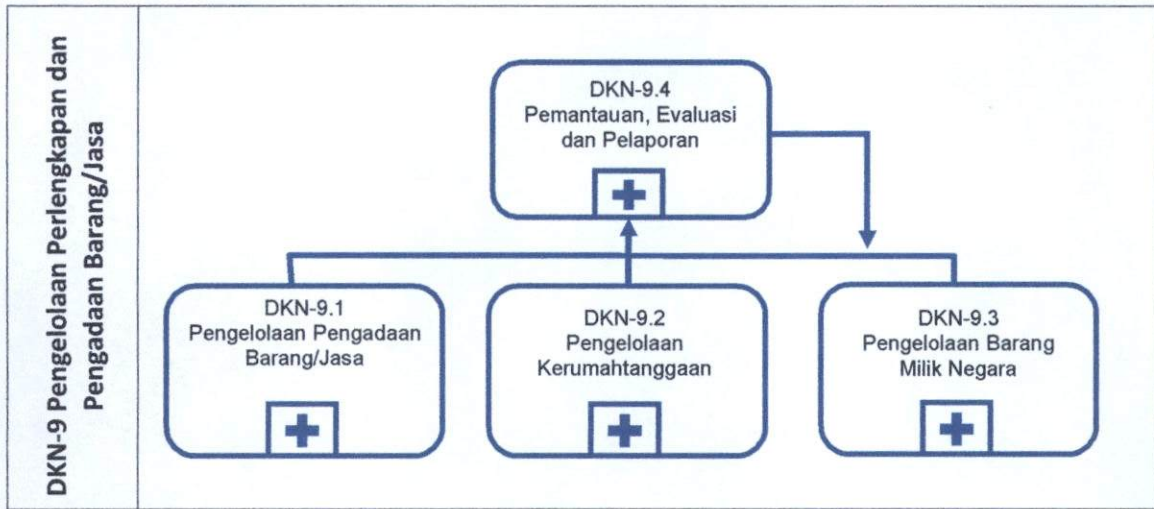 DKN-9 Pengelolaan Perlengkapan dan
Pengadaan Barang/Jasa
DKN-9.4
Pemantauan, Evaluasi
dan Pelaporan
DKN-9.1
Pengelolaan Pengadaan
Barang/Jasa
DKN-9.2
Pengelolaan
Kerumahtanggaan
DKN-9.3
Pengelolaan Barang
Milik Negara